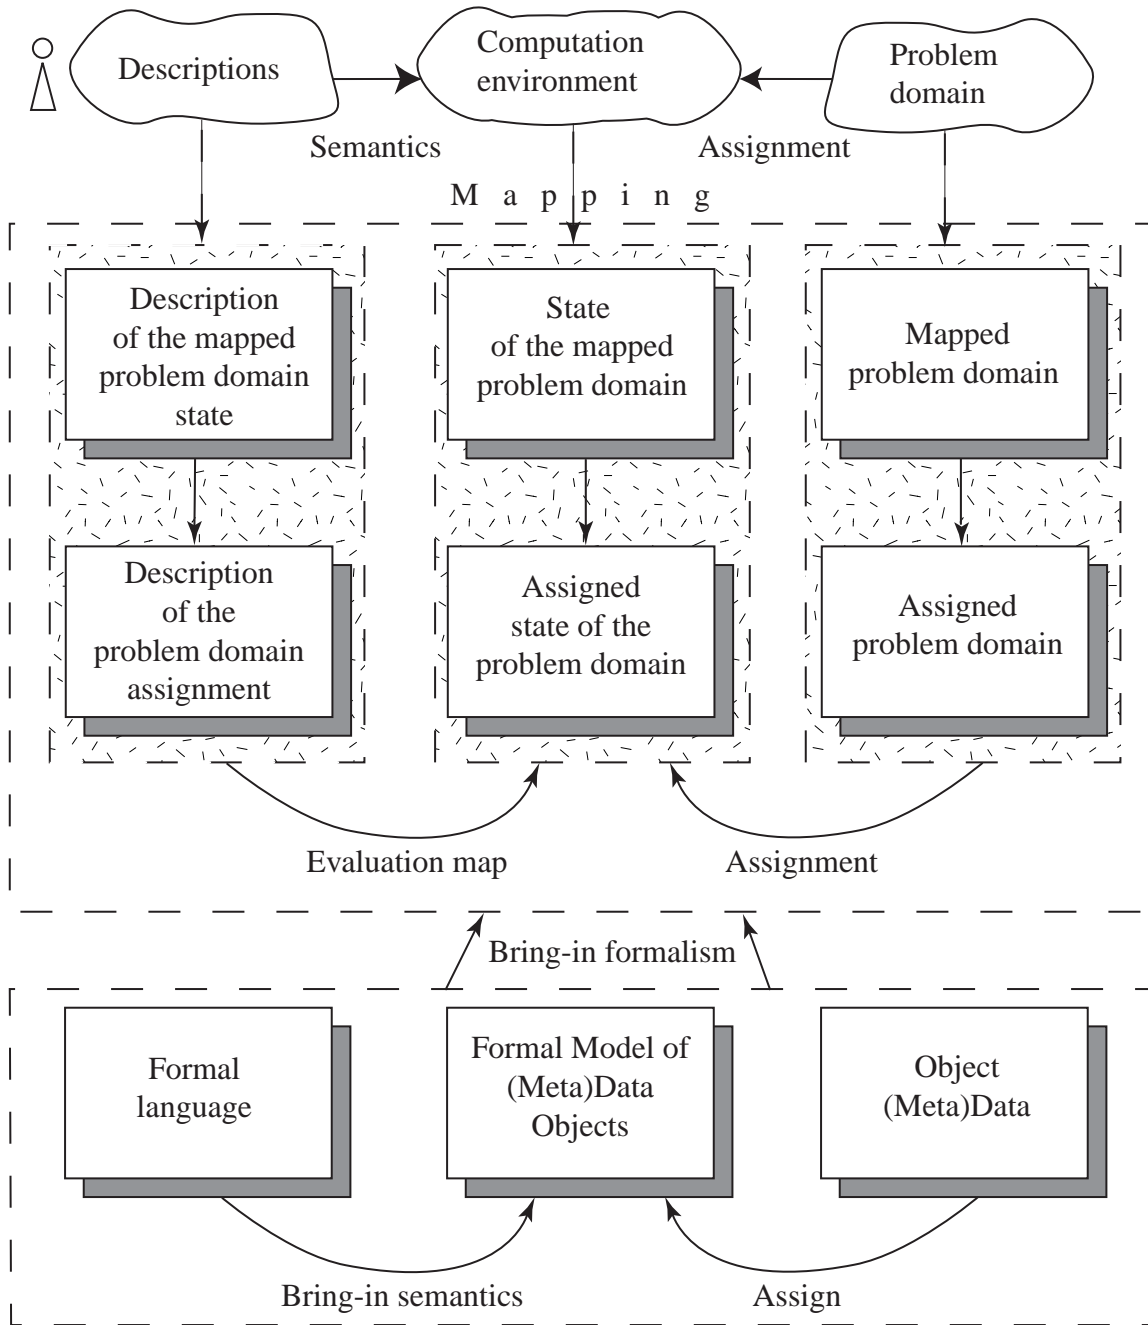 Descriptions
Computation
environment
Problem
domain
Semantics
Assignment
Mapping
Description
of the mapped
problem domain
state
State
of the mapped
problem domain
Mapped
problem domain
Description
of the
problem domain
assignment
Assigned
state of the
problem domain
Assigned
problem domain
Evaluation map
Assignment
Bring-in formalism
Formal
language
Formal Model of
(Meta)Data
Objects
Object
(Meta)Data
Bring-in semantics
Assign